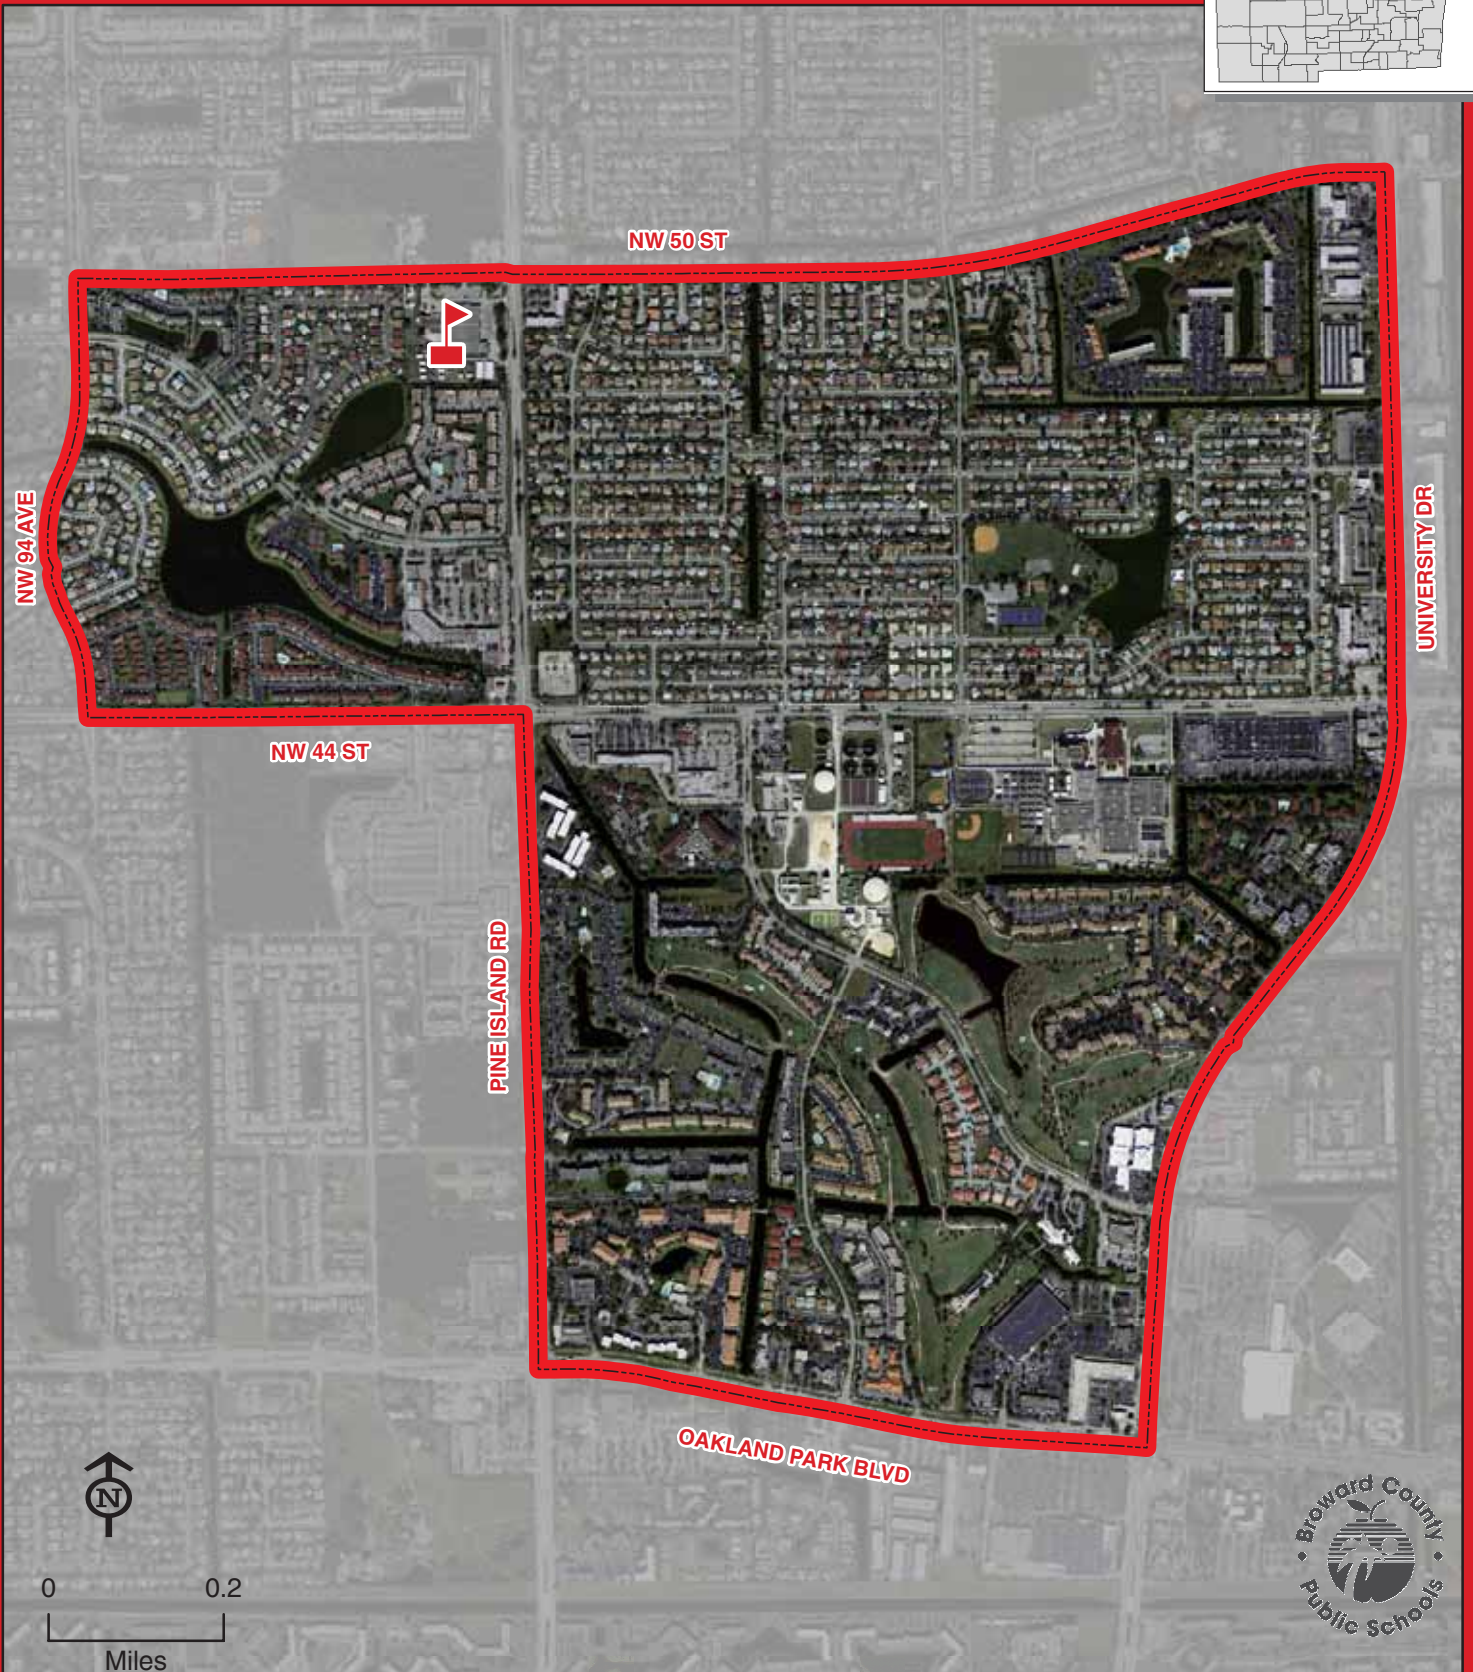 NW 50 ST
NW 94 AVE
UNIVERSITY DR
NW 44 ST
PINE ISLAND RD
OAKLAND PARK BLVD
N
0 0.2
Miles
Broward County
Public Schools